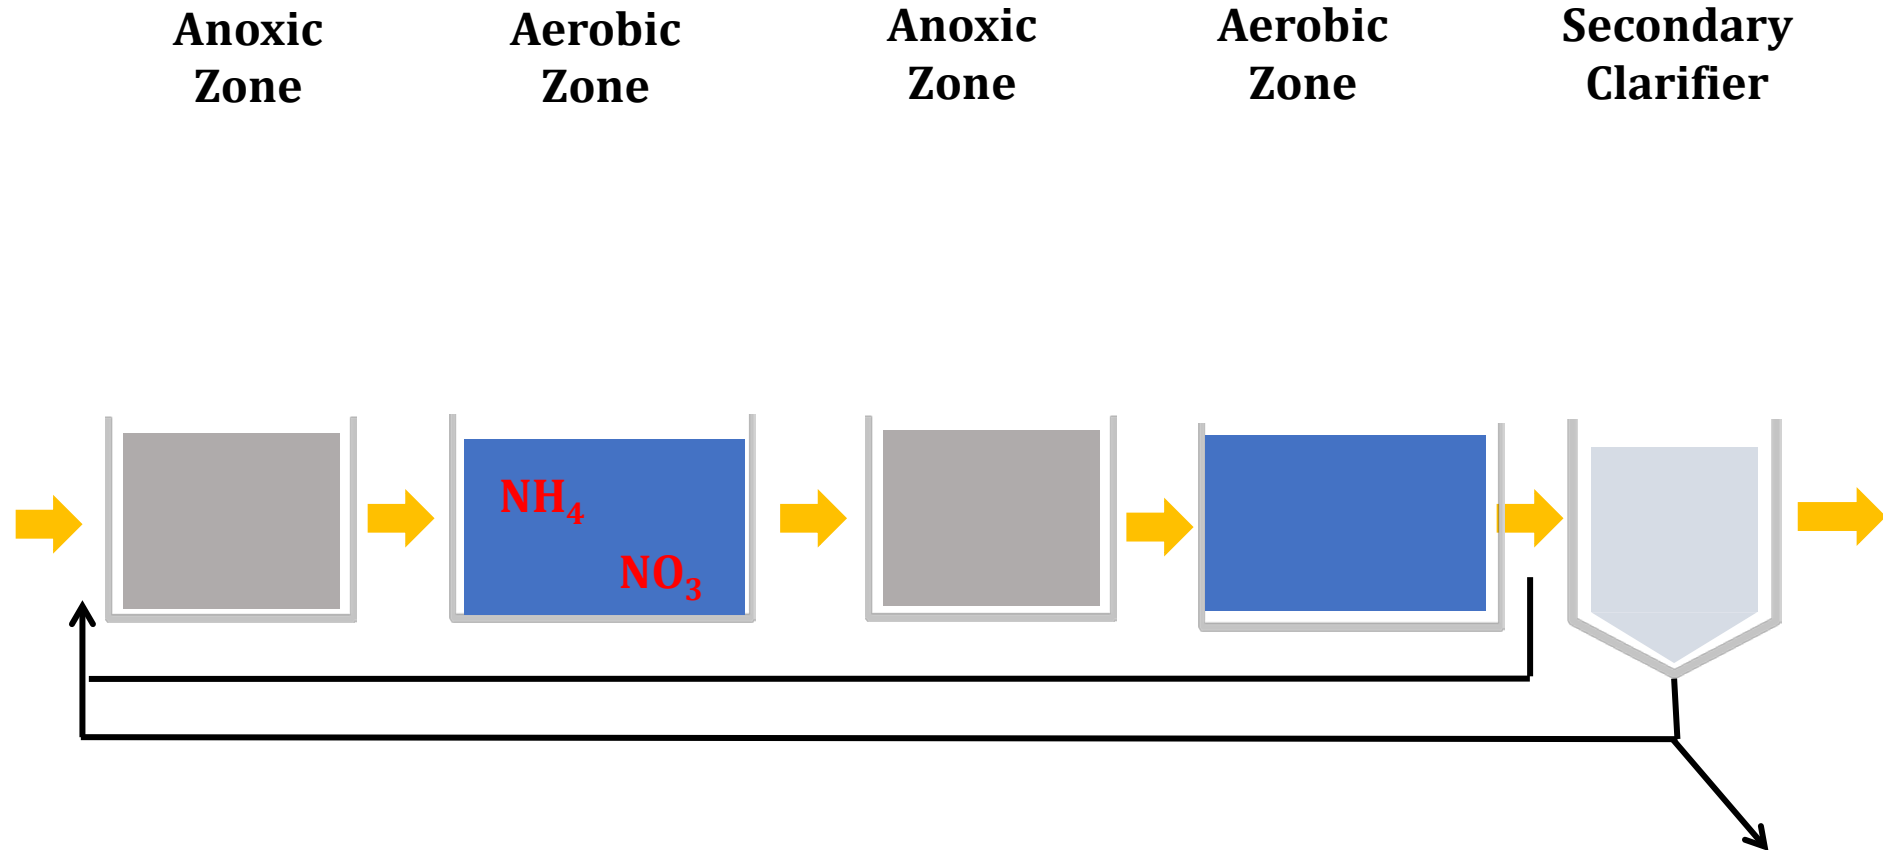 Anoxic
Zone
Aerobic
Zone
Anoxic
Zone
Aerobic
Zone
Secondary
Clarifier
NH₄
NO₃